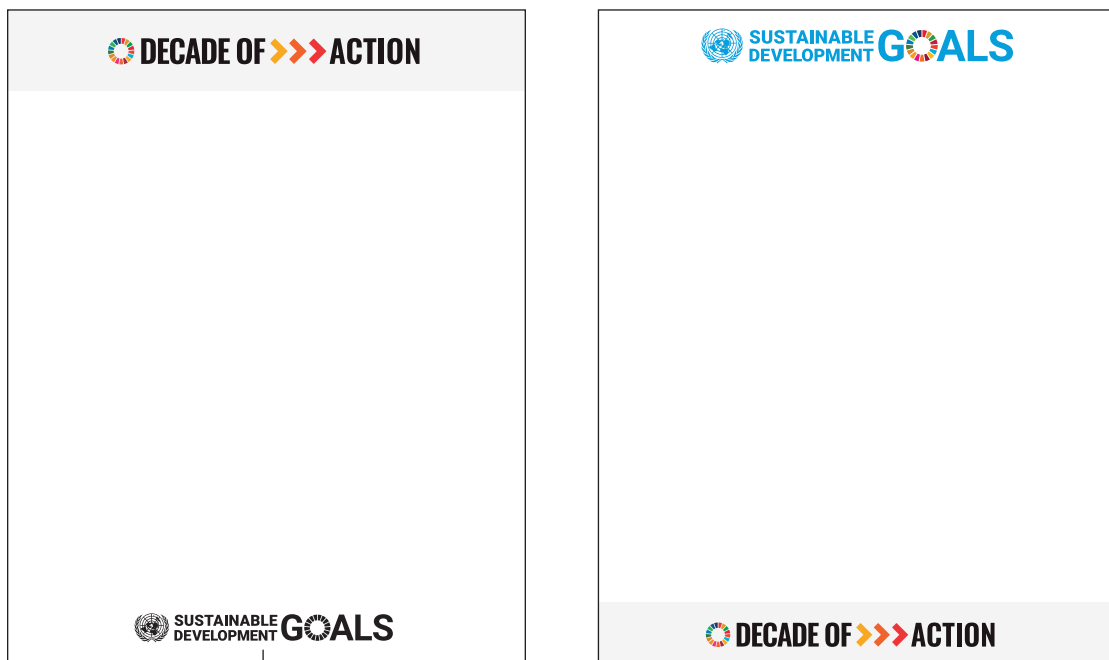 DECADE OF >>> ACTION
SUSTAINABLE DEVELOPMENT GOALS
SUSTAINABLE DEVELOPMENT GOALS
DECADE OF >>> ACTION